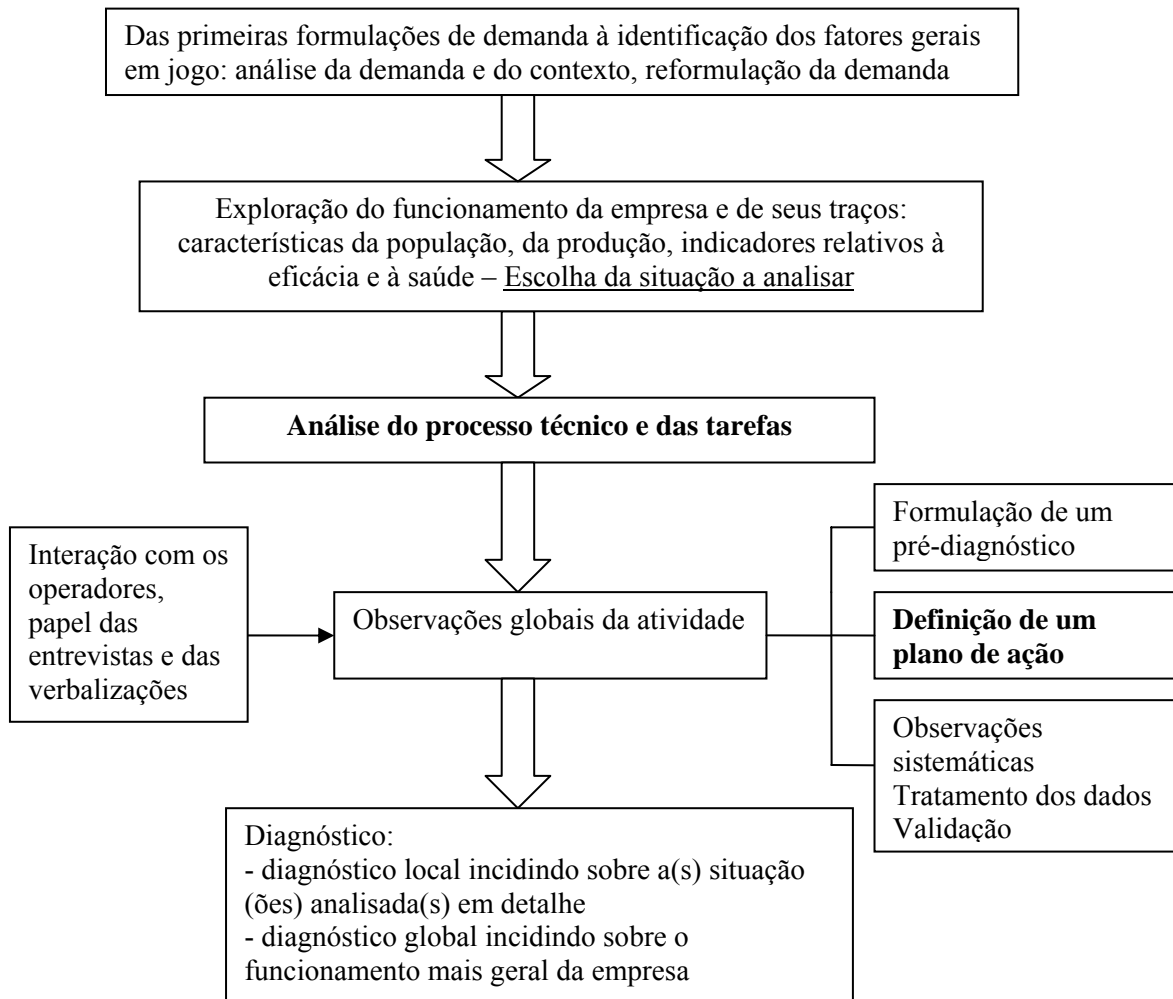 Das primeiras formulações de demanda à identificação dos fatores gerais
em jogo: análise da demanda e do contexto, reformulação da demanda
Exploração do funcionamento da empresa e de seus traços:
características da população, da produção, indicadores relativos à
eficácia e à saúde – Escolha da situação a analisar
Análise do processo técnico e das tarefas
Interação com os
operadores,
papel das
entrevistas e das
verbalizações
Observações globais da atividade
Formulação de um
pré-diagnóstico
Definição de um
plano de ação
Observações
sistemáticas
Tratamento dos dados
Validação
Diagnóstico:
- diagnóstico local incidindo sobre a(s) situação
(ões) analisada(s) em detalhe
- diagnóstico global incidindo sobre o
funcionamento mais geral da empresa